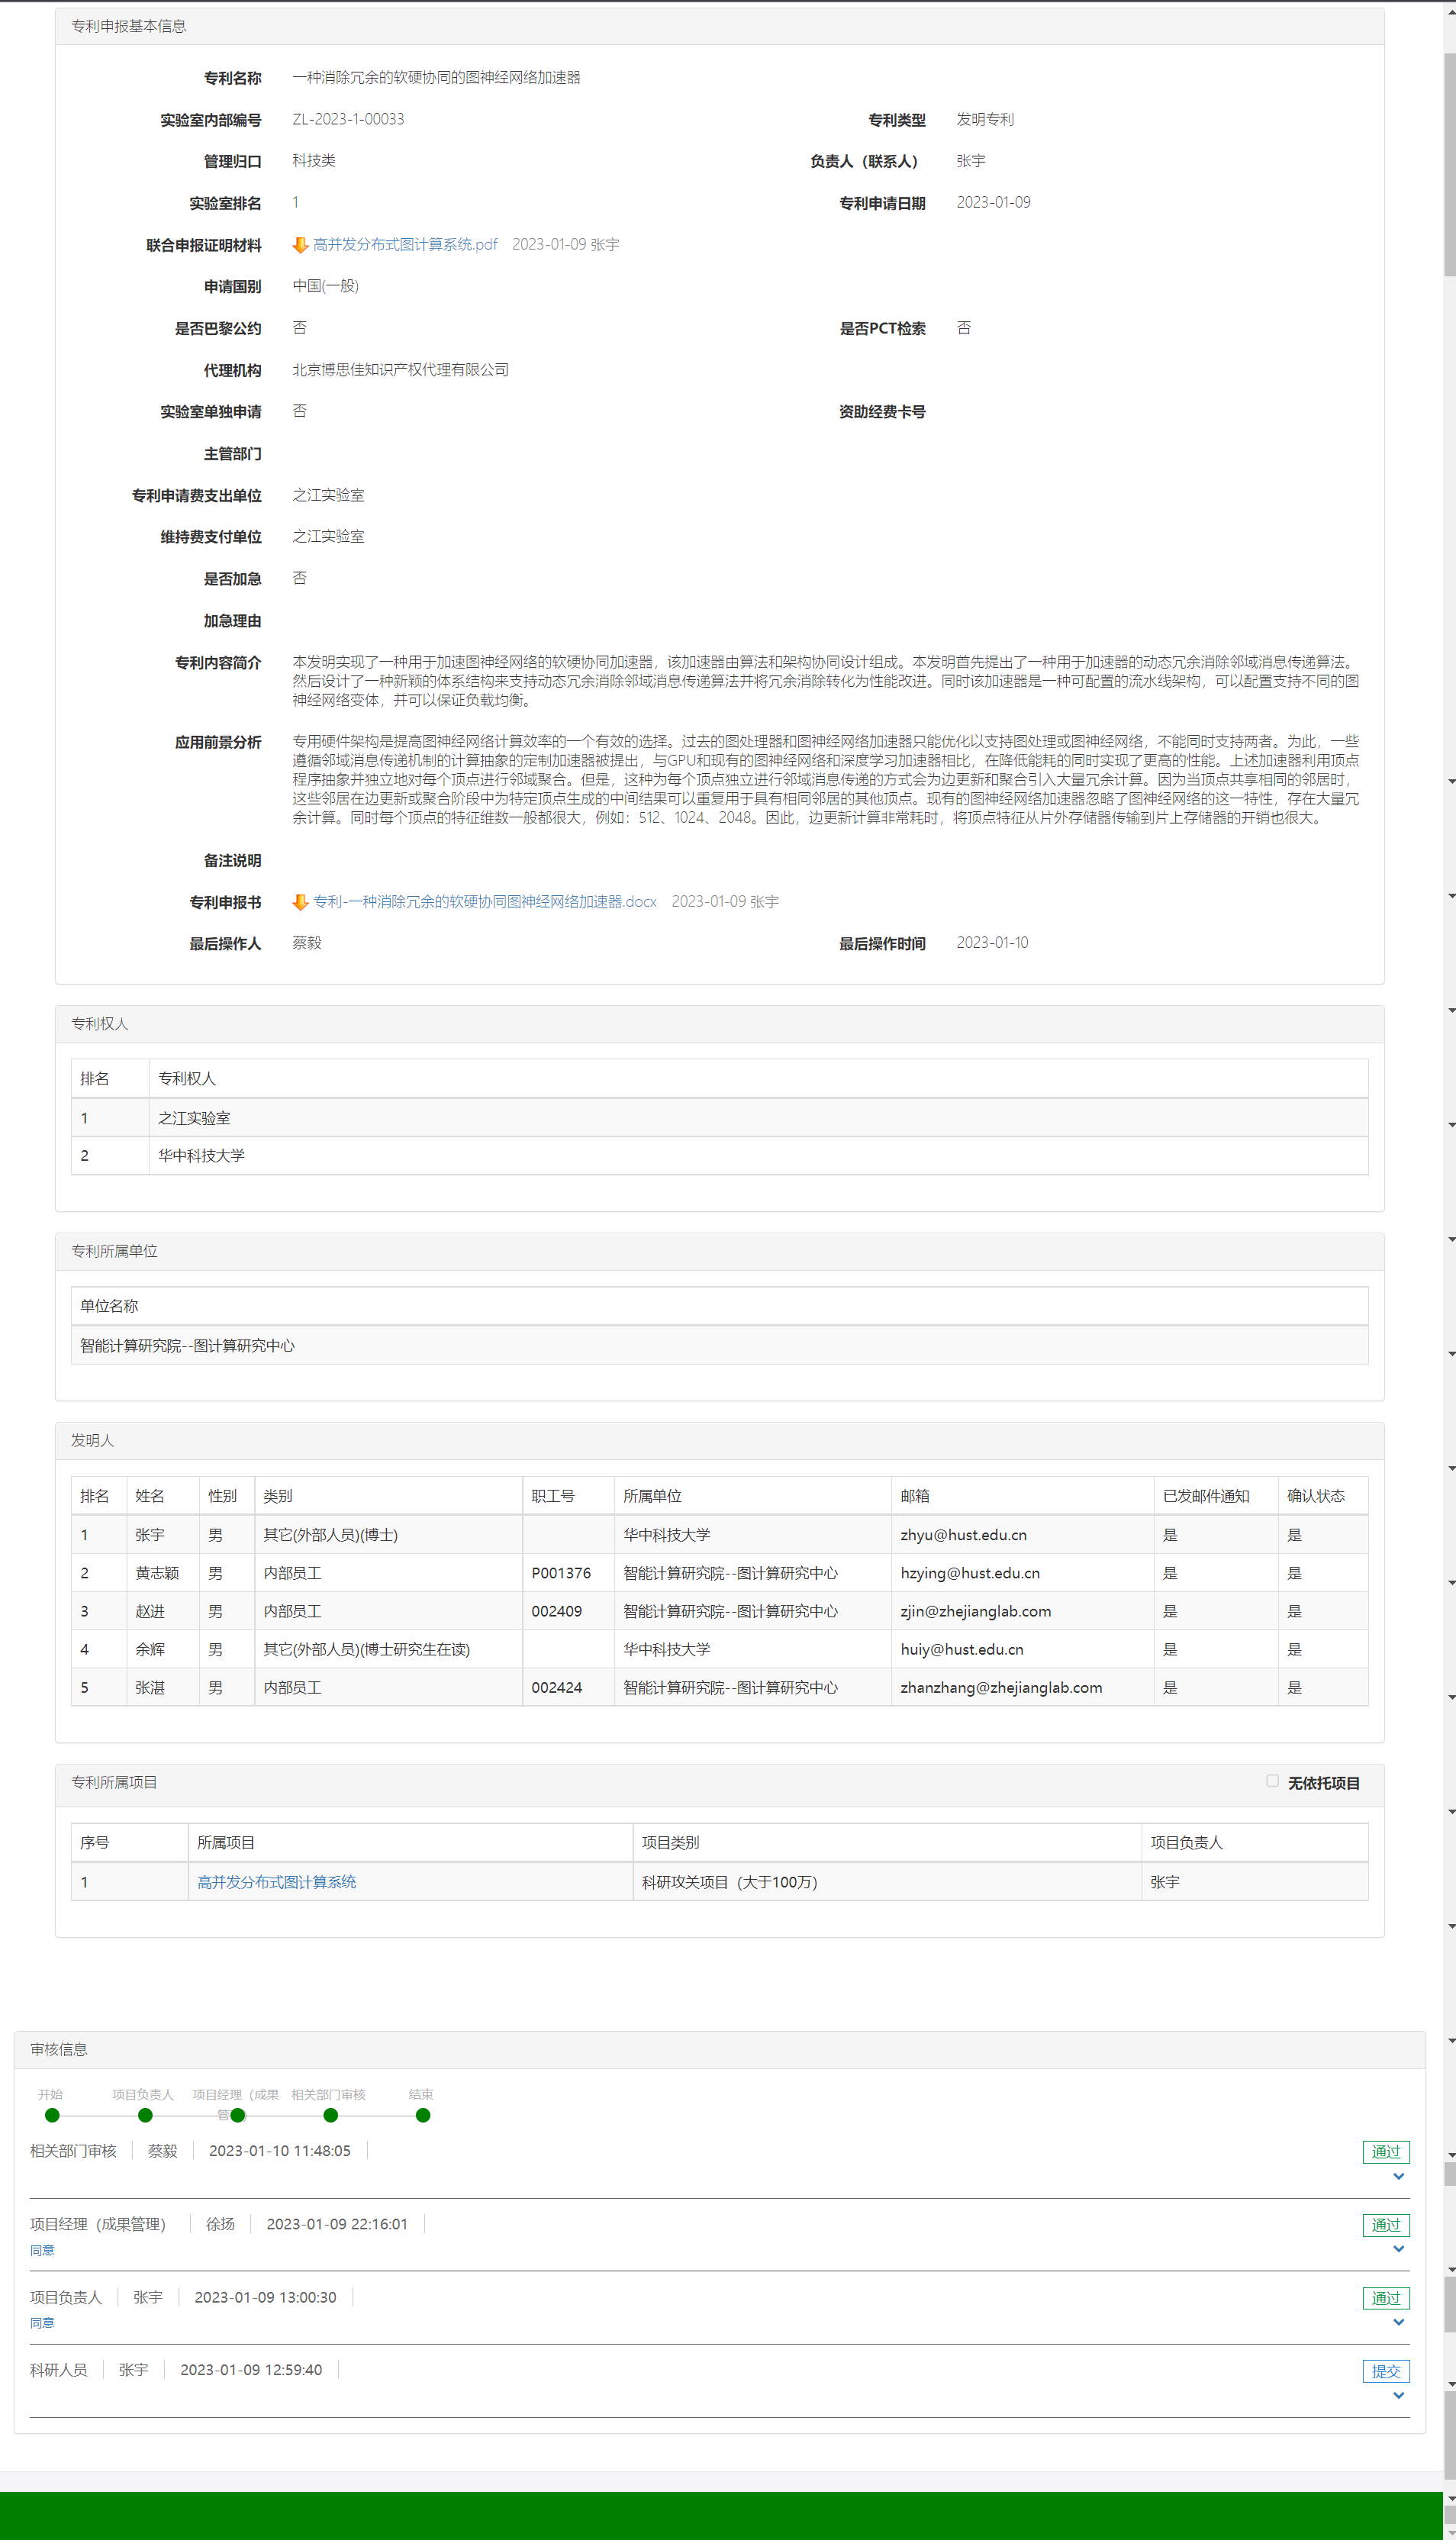 专利申报基本信息
专利名称 一种消除冗余的软硬协同的图神经网络加速器
实验室内部编号 ZL-2023-1-00033 专利类型 发明专利
管理归口 科技类 负责人（联系人） 张宇
实验室排名 1 专利申请日期 2023-01-09
联合申报证明材料 高并发分布式图计算系统.pdf 2023-01-09 张宇
申请国别 中国(一般)
是否巴黎公约 否 是否PCT检索 否
代理机构 北京博思佳知识产权代理有限公司
实验室单独申请 否 资助经费卡号
主管部门
专利申请费支出单位 之江实验室
维持费支付单位 之江实验室
是否加急 否
加急理由
专利内容简介 本发明实现了一种用于加速图神经网络的软硬协同加速器，该加速器由算法和架构协同设计组成。本发明首先提出了一种用于加速器的动态冗余消除邻域消息传递算法。
然后设计了一种新颖的体系结构来支持动态冗余消除邻域消息传递算法并将冗余消除转化为性能改进。同时该加速器是一种可配置的流水线架构，可以配置支持不同的图
神经网络变体，并可以保证负载均衡。
应用前景分析 专用硬件架构是提高图神经网络计算效率的一个有效的选择。过去的图处理器和图神经网络加速器只能优化以支持图处理或图神经网络，不能同时支持两者。为此，一些
遵循邻域消息传递机制的计算抽象的定制加速器被提出，与GPU和现有的图神经网络和深度学习加速器相比，在降低能耗的同时实现了更高的性能。上述加速器利用顶点
程序抽象并独立地对每个顶点进行邻域聚合。但是，这种为每个顶点独立进行邻域消息传递的方式会为边更新和聚合引入大量冗余计算。因为当顶点共享相同的邻居时，
这些邻居在边更新或聚合阶段中为特定顶点生成的中间结果可以重复用于具有相同邻居的其他顶点。现有的图神经网络加速器忽略了图神经网络的这一特性，存在大量冗
余计算。同时每个顶点的特征维数一般都很大，例如：512、1024、2048。因此，边更新计算非常耗时，将顶点特征从片外存储器传输到片上存储器的开销也很大。
备注说明
专利申报书 专利-一种消除冗余的软硬协同图神经网络加速器.docx 2023-01-09 张宇
最后操作人 蔡毅 最后操作时间 2023-01-10
专利权人
排名 专利权人
1 之江实验室
2 华中科技大学
专利所属单位
单位名称
智能计算研究院--图计算研究中心
发明人
排名 姓名 性别 类别 职工号 所属单位 邮箱 已发邮件通知 确认状态
1 张宇 男 其它(外部人员)(博士) 华中科技大学 zhyu@hust.edu.cn 是 是
2 黄志颖 男 内部员工 P001376 智能计算研究院--图计算研究中心 hzying@hust.edu.cn 是 是
3 赵进 男 内部员工 002409 智能计算研究院--图计算研究中心 zjin@zhejianglab.com 是 是
4 余辉 男 其它(外部人员)(博士研究生在读) 华中科技大学 huiy@hust.edu.cn 是 是
5 张湛 男 内部员工 002424 智能计算研究院--图计算研究中心 zhanzhang@zhejianglab.com 是 是
专利所属项目 无依托项目
序号 所属项目 项目类别 项目负责人
1 高并发分布式图计算系统 科研攻关项目（大于100万） 张宇
审核信息
开始 项目负责人 项目经理（成果 相关部门审核 结束
管
相关部门审核 蔡毅 2023-01-10 11:48:05 通过
项目经理（成果管理） 徐扬 2023-01-09 22:16:01 通过
同意
项目负责人 张宇 2023-01-09 13:00:30 通过
同意
科研人员 张宇 2023-01-09 12:59:40 提交